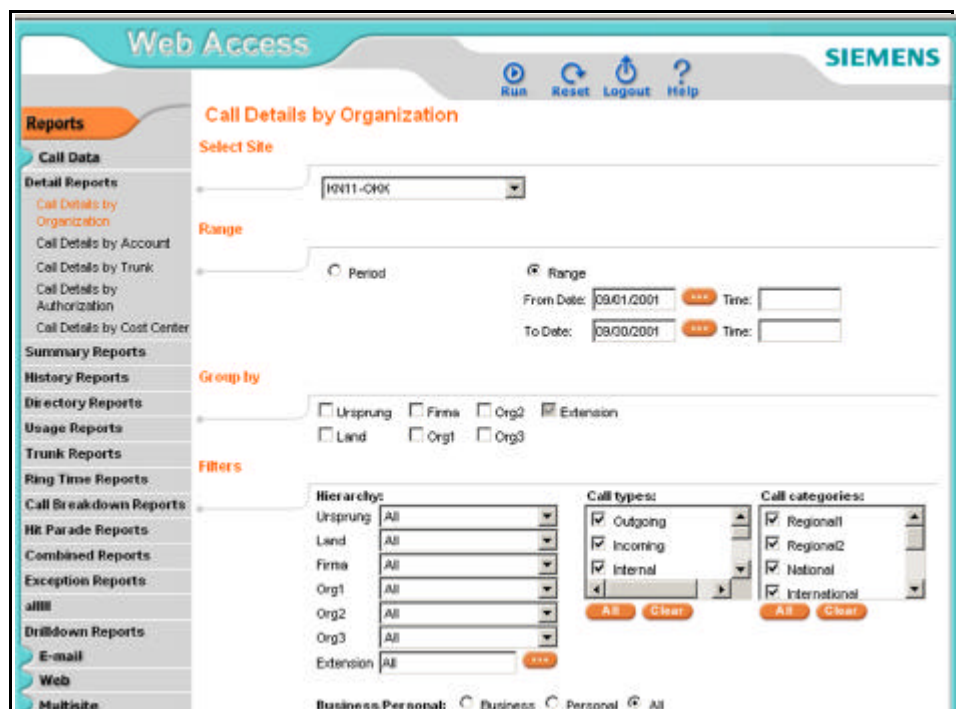 Web Access
SIEMENS
Run Reset Logout Help
Reports
Call Data
Detail Reports
Call Details by
Organization
Call Details by Account
Call Details by Trunk
Call Details by
Authorization
Call Details by Cost Center
Summary Reports
History Reports
Directory Reports
Usage Reports
Trunk Reports
Ring Time Reports
Call Breakdown Reports
Hit Parade Reports
Combined Reports
Exception Reports
Drilldown Reports
E-mail
Web
Multisite
Call Details by Organization
Select Site
Range
Period Range
From Date: 09/01/2001 Time:
To Date: 09/30/2001 Time:
Group by
Ursprung Firma Org2 Extension
Land Org1 Org3
Filters
Hierarchy: Call types: Call categories:
Ursprung All
Land All
Firma All
Org1 All
Org2 All
Org3 All
Extension All
Outgoing
Incoming
Internal
All Clear
Regional1
Regional2
National
International
All Clear
Business/Personal: Business Personal All